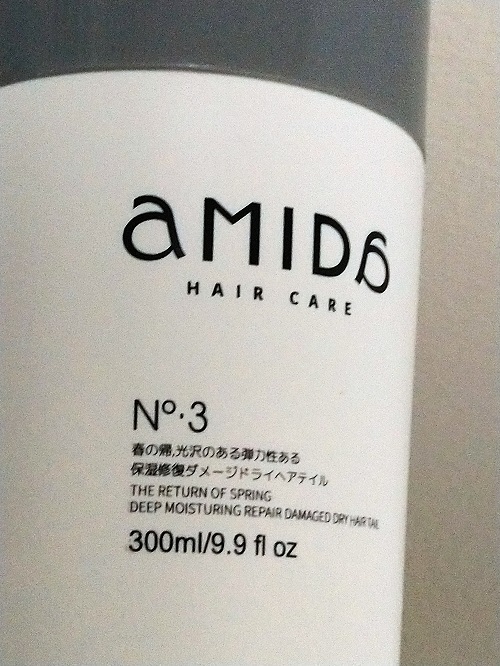 aMIDa
HAIR CARE
Nº·3
春の帰,光沢のある弾力性ある
保湿修復ダメージドライヘアテイル
THE RETURN OF SPRING
DEEP MOISTURING REPAIR DAMAGED DRY HAIR TAIL
300ml/9.9 fl oz